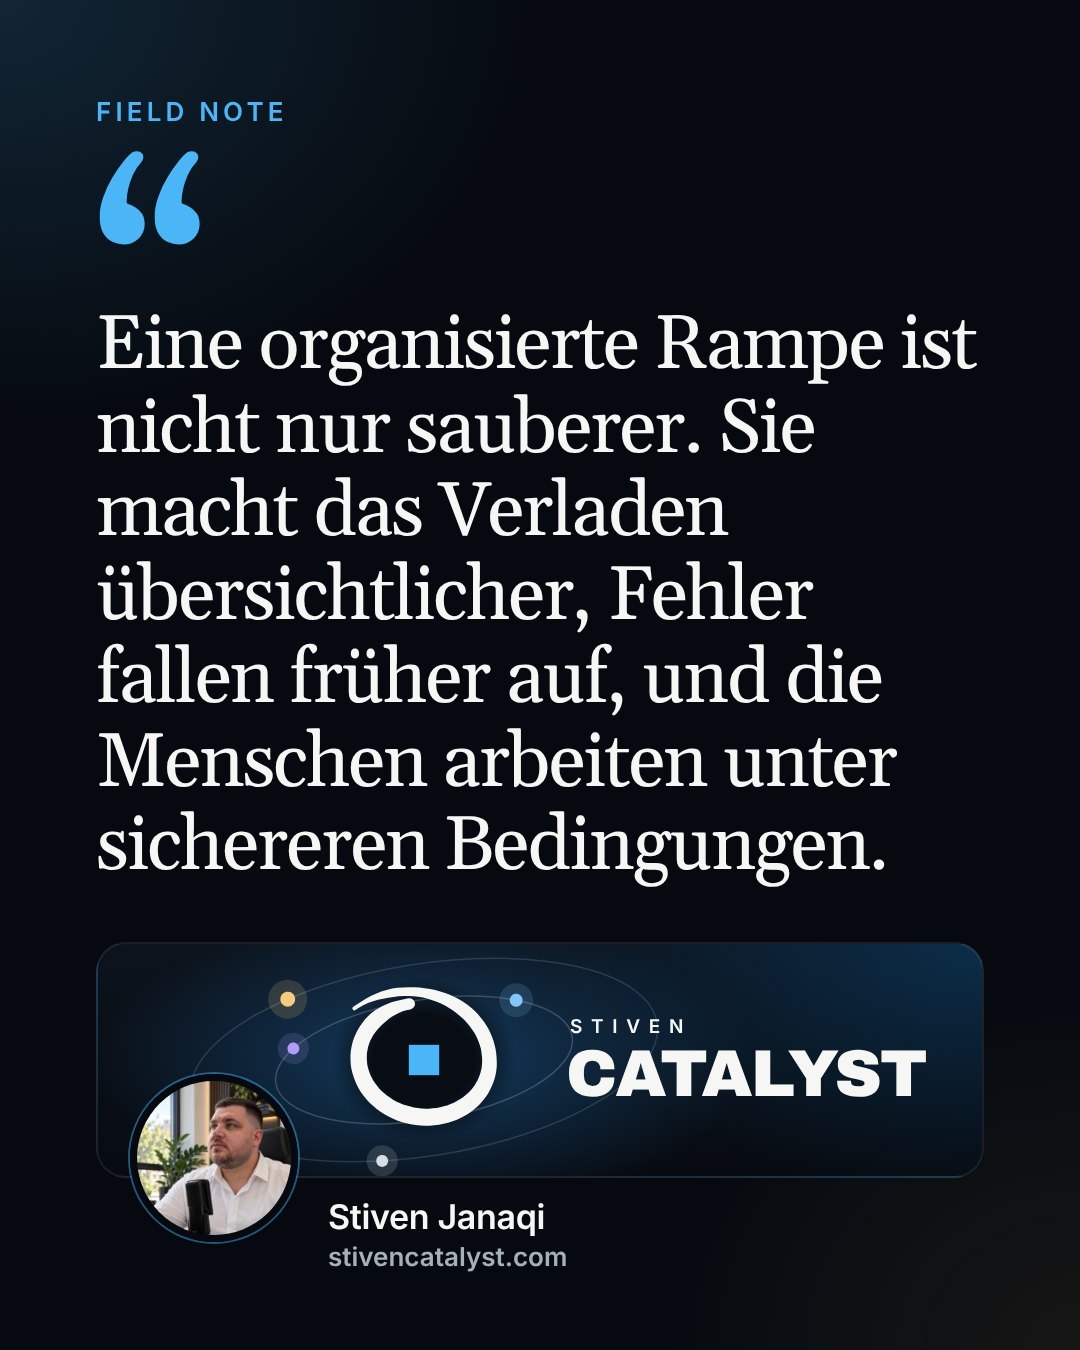 FIELD NOTE
“
Eine organisierte Rampe ist
nicht nur sauberer. Sie
macht das Verladen
übersichtlicher, Fehler
fallen früher auf, und die
Menschen arbeiten unter
sichereren Bedingungen.
STIVEN
CATALYST
Stiven Janaqi
stivencatalyst.com